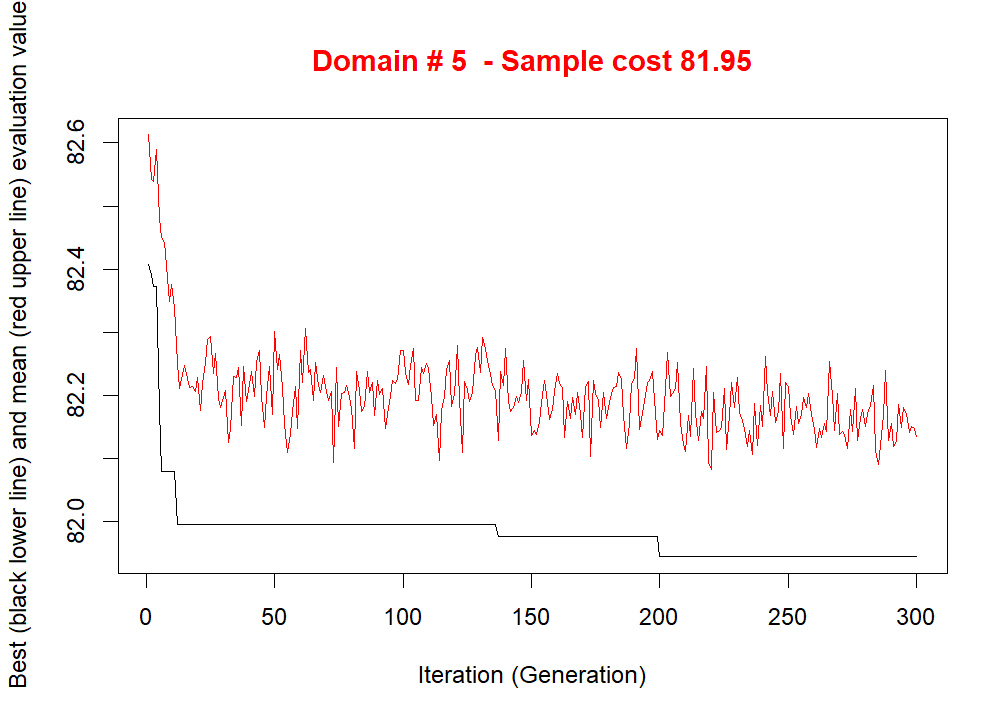 Domain # 5  - Sample cost 81.95
Best (black lower line) and mean (red upper line) evaluation value
82.6
82.4
82.2
82.0
0 50 100 150 200 250 300
Iteration (Generation)